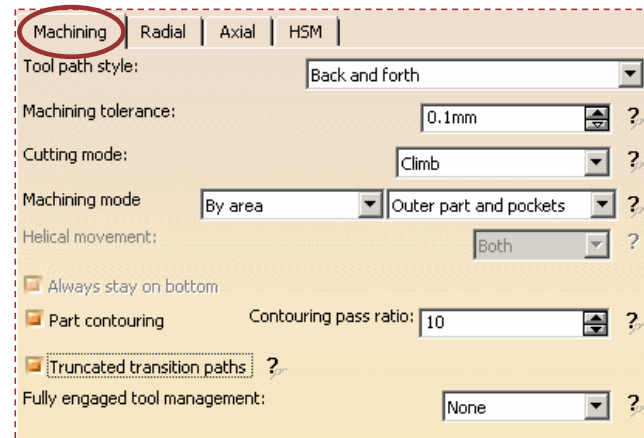 Machining Radial Axial HSM
Tool path style: Back and forth
Machining tolerance: 0.1mm ?
Cutting mode: Climb ?
Machining mode By area Outer part and pockets ?
Helical movement: Both ?
Always stay on bottom
Part contouring Contouring pass ratio: 10 ?
Truncated transition paths ?
Fully engaged tool management: None ?